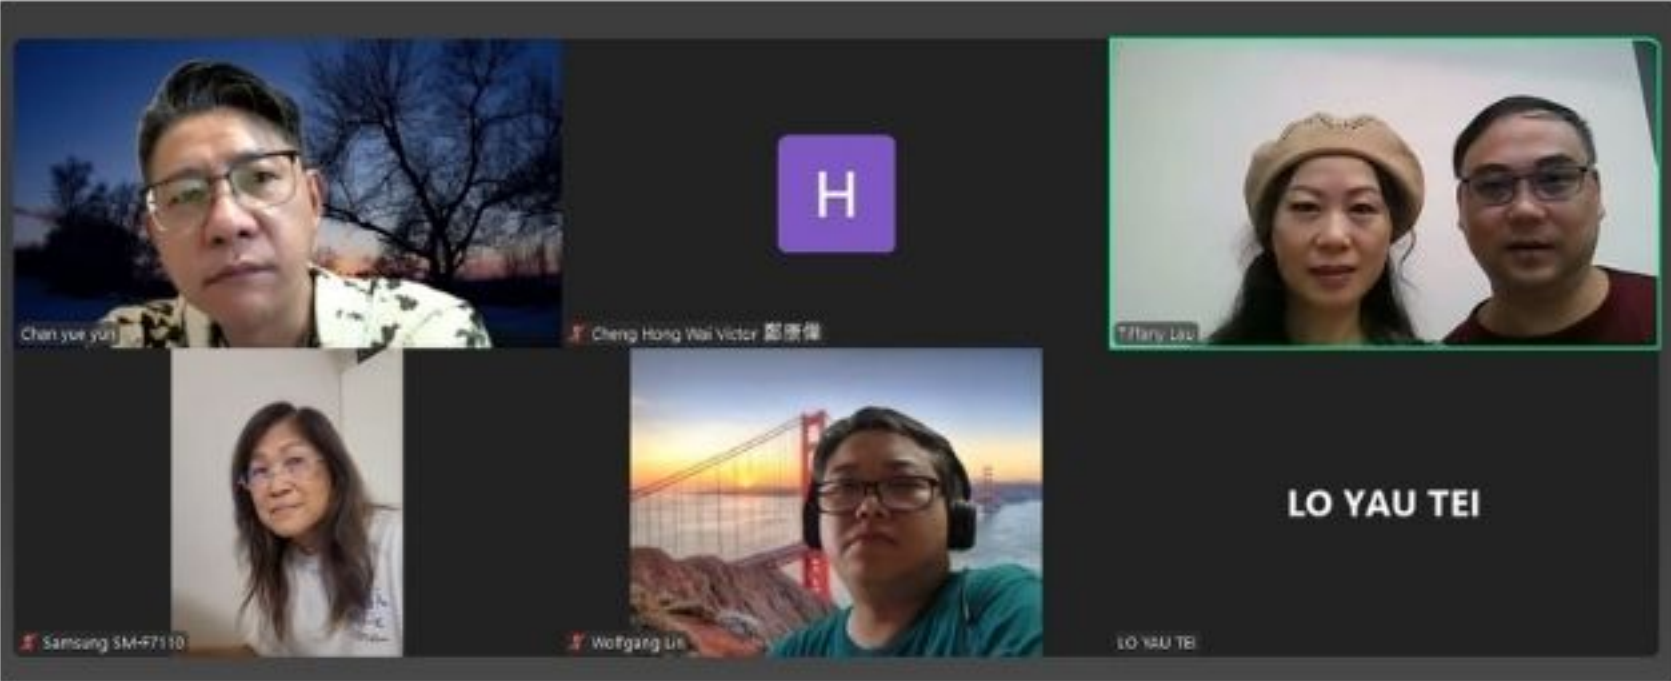 H
Chan yue yun
Cheng Hong Wai Victor 鄭康偉
Tiffany Lau
LO YAU TEI
Samsung SM-F7110
Wolfgang Lin
LO YAU TEI